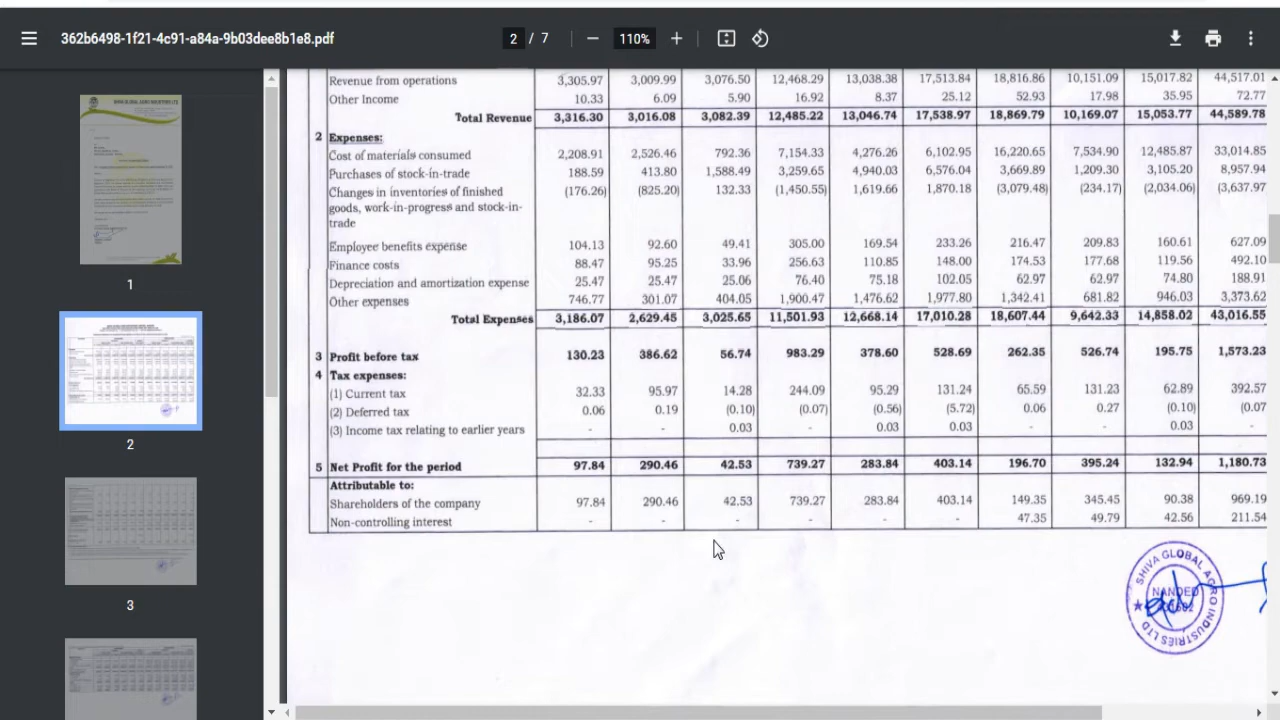 362b6498-1f21-4c91-a84a-9b03dee8b1e8.pdf 2 / 7 110%
Revenue from operations 3,305.97 3,009.99 3,076.50 12,468.29 13,038.38 17,513.84 18,816.86 10,151.09 15,017.82 44,517.01
Other Income 10.33 6.09 5.90 16.92 8.37 25.12 52.93 17.98 35.95 72.77
Total Revenue 3,316.30 3,016.08 3,082.39 12,485.22 13,046.74 17,538.97 18,869.79 10,169.07 15,053.77 44,589.78
2 Expenses:
Cost of materials consumed 2,208.91 2,526.46 792.36 7,154.33 4,276.26 6,102.95 16,220.65 7,534.90 12,485.87 33,014.85
Purchases of stock-in-trade 188.59 413.80 1,588.49 3,259.65 4,940.03 6,576.04 3,669.89 1,209.30 3,105.20 8,957.94
Changes in inventories of finished (176.26) (825.20) 132.33 (1,450.55) 1,619.66 1,870.18 (3,079.48) (234.17) (2,034.06) (3,637.97
goods, work-in-progress and stock-in-
trade
Employee benefits expense 104.13 92.60 49.41 305.00 169.54 233.26 216.47 209.83 160.61 627.09
Finance costs 88.47 95.25 33.96 256.63 110.85 148.00 174.53 177.68 119.56 492.10
Depreciation and amortization expense 25.47 25.47 25.06 76.40 75.18 102.05 62.97 62.97 74.80 188.91
Other expenses 746.77 301.07 404.05 1,900.47 1,476.62 1,977.80 1,342.41 681.82 946.03 3,373.62
Total Expenses 3,186.07 2,629.45 3,025.65 11,501.93 12,668.14 17,010.28 18,607.44 9,642.33 14,858.02 43,016.55
3 Profit before tax 130.23 386.62 56.74 983.29 378.60 528.69 262.35 526.74 195.75 1,573.23
4 Tax expenses:
(1) Current tax 32.33 95.97 14.28 244.09 95.29 131.24 65.59 131.23 62.89 392.57
(2) Deferred tax 0.06 0.19 (0.10) (0.07) (0.56) (5.72) 0.06 0.27 (0.10) (0.07
(3) Income tax relating to earlier years - - 0.03 - 0.03 0.03 - - 0.03 -
5 Net Profit for the period 97.84 290.46 42.53 739.27 283.84 403.14 196.70 395.24 132.94 1,180.73
Attributable to:
Shareholders of the company 97.84 290.46 42.53 739.27 283.84 403.14 149.35 345.45 90.38 969.19
Non-controlling interest - - - - - - 47.35 49.79 42.56 211.54
SHIVA GLOBAL AGRO INDUSTRIES LTD
NANDED
SHIVA GLOBAL AGRO INDUSTRIES LTD
1
2
3